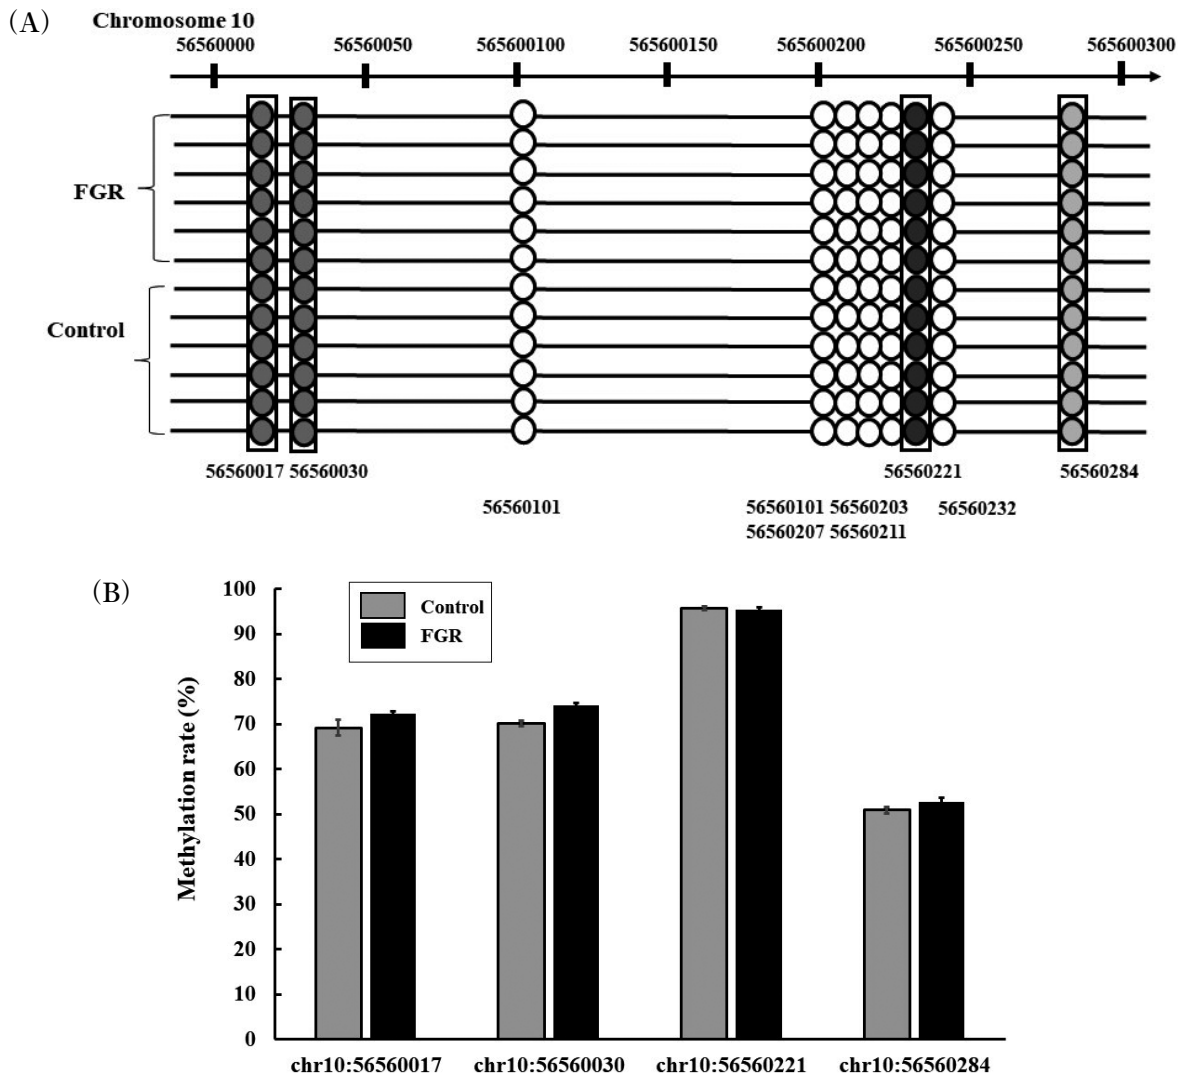 (A)
Chromosome 10
56560000 56560050 565600100 565600150 565600200 565600250 565600300
FGR
Control
56560017 56560030 56560221 56560284
56560101 56560101 56560203 56560232
56560207 56560211
(B)
100
90
80
70
60
50
40
30
20
10
0
Methylation rate (%)
Control
FGR
chr10:56560017 chr10:56560030 chr10:56560221 chr10:56560284